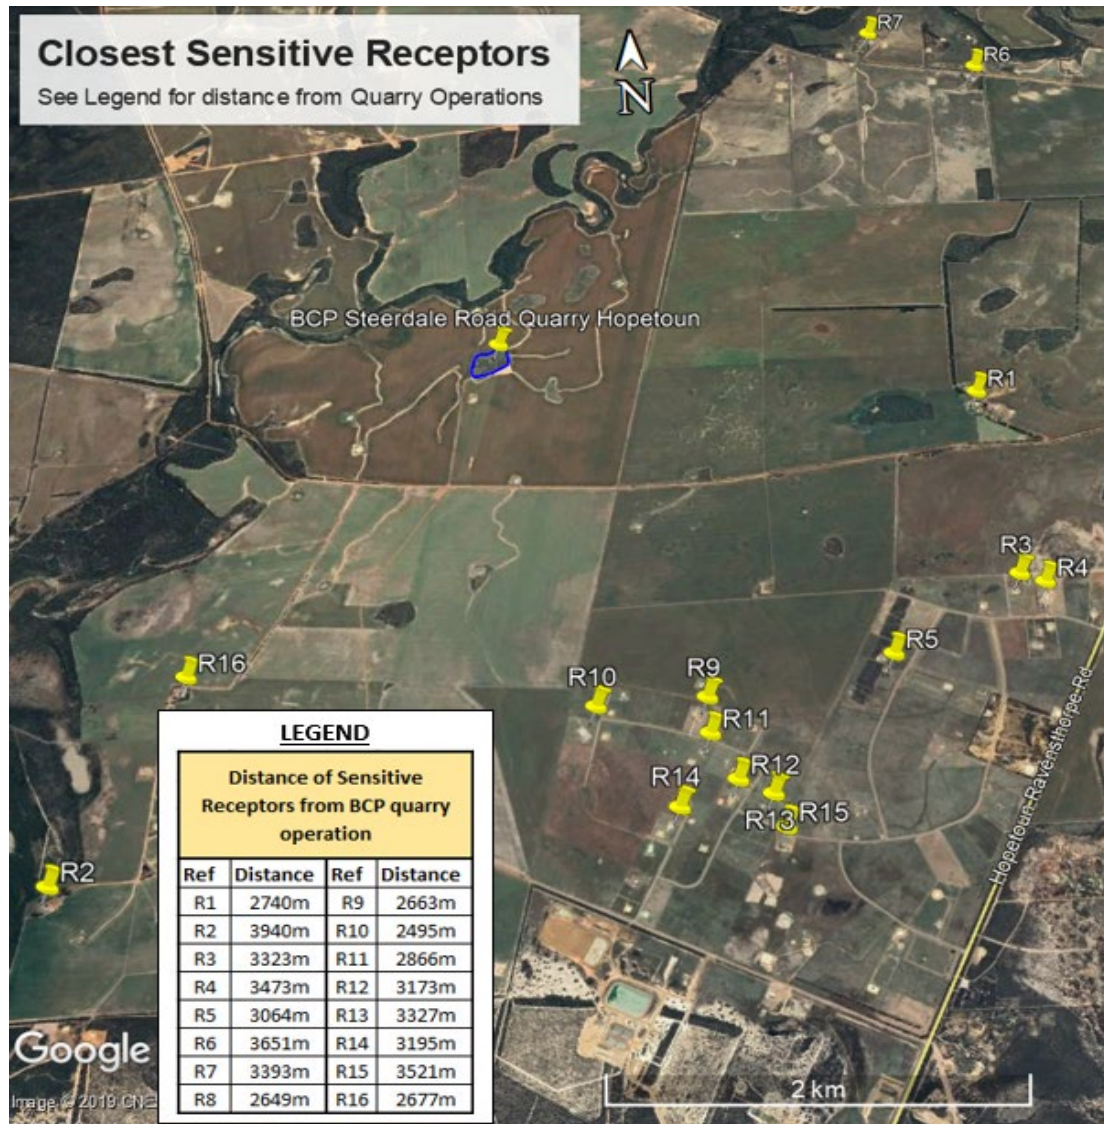 Closest Sensitive Receptors
See Legend for distance from Quarry Operations
N
R7
R6
BCP Steerdale Road Quarry Hopetoun
R1
R3
R4
R5
R16
R10
R9
R11
R12
R14
R13
R15
R2
Hopetoun-Ravensthorpe-Rd
LEGEND
Distance of Sensitive
Receptors from BCP quarry
operation
Ref Distance Ref Distance
R1 2740m R9 2663m
R2 3940m R10 2495m
R3 3323m R11 2866m
R4 3473m R12 3173m
R5 3064m R13 3327m
R6 3651m R14 3195m
R7 3393m R15 3521m
R8 2649m R16 2677m
Google
Image © 2019 CNE
2 km